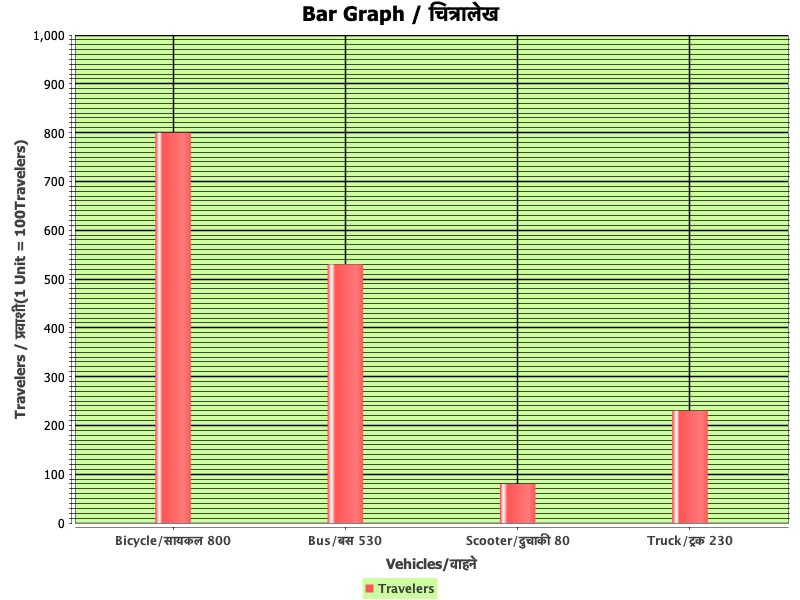 Bar Graph / चित्रालेख
Travelers / प्रवाशी(1 Unit = 100Travelers)
1,000
900
800
700
600
500
400
300
200
100
0
Bicycle/सायकल 800 Bus/बस 530 Scooter/दुचाकी 80 Truck/ट्रक 230
Vehicles/वाहने
Travelers